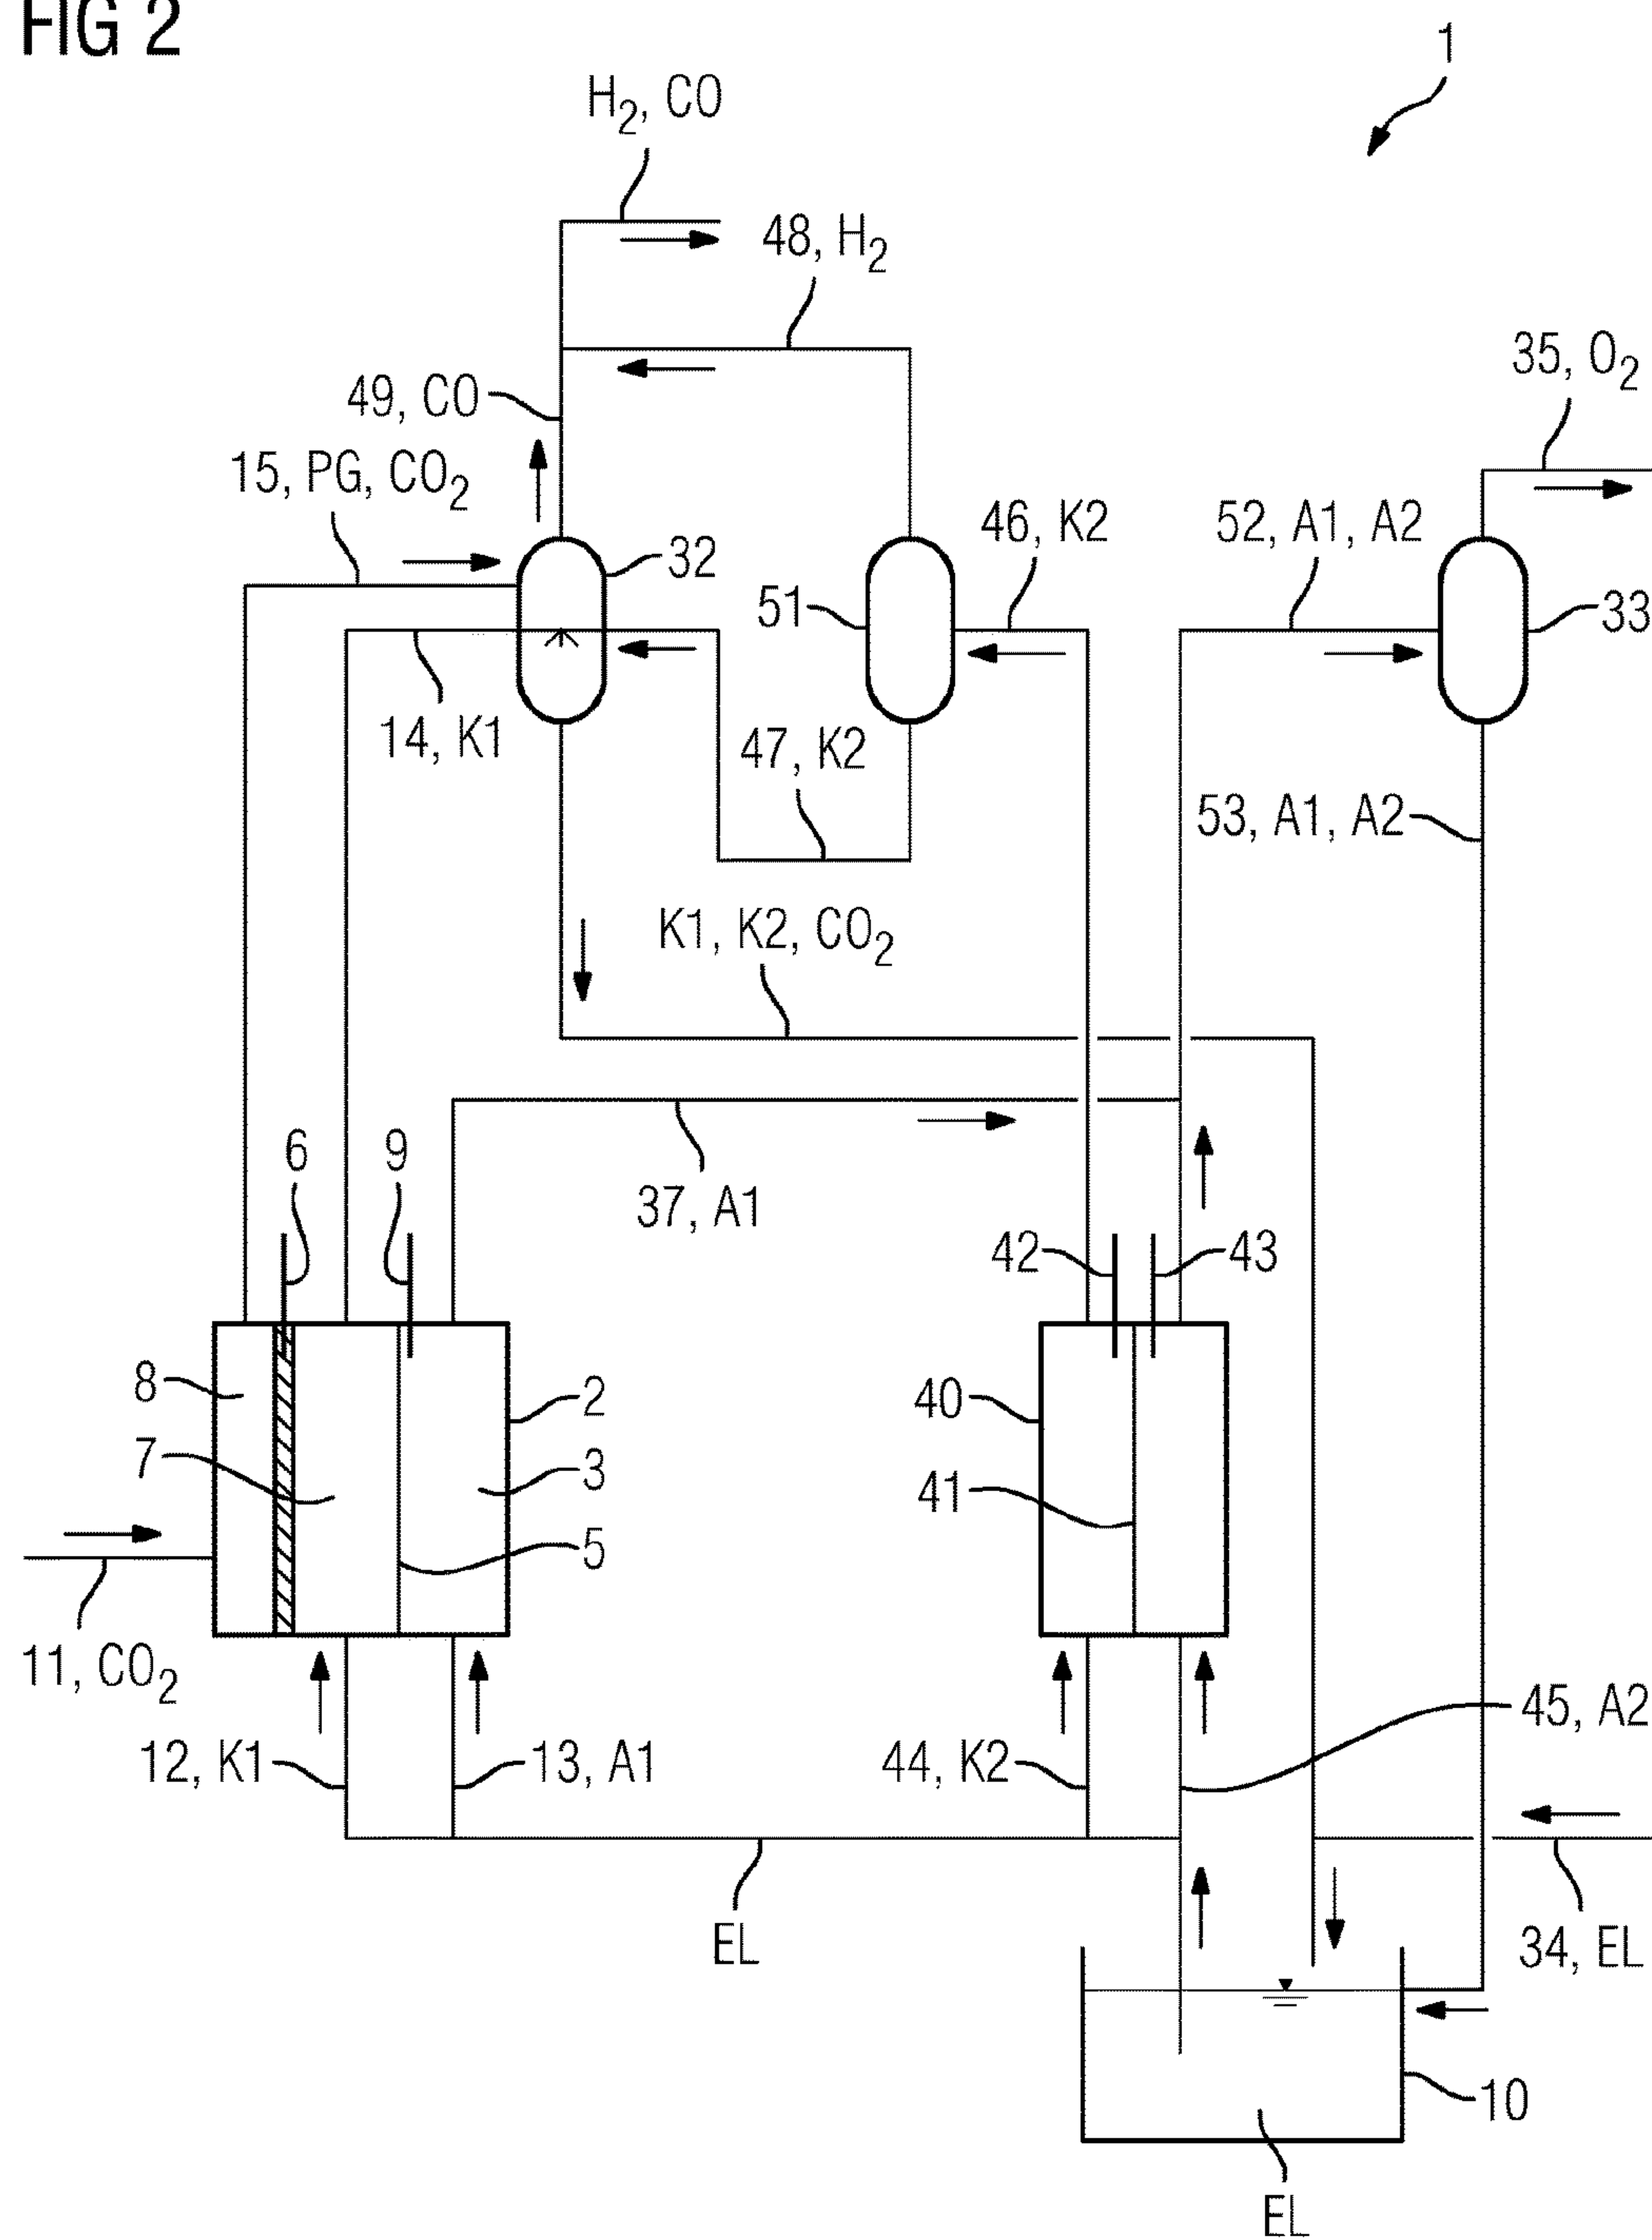 FIG 2
1
H2, CO
48, H2
35, O2
49, CO
15, PG, CO2
46, K2
52, A1, A2
32
51
33
14, K1
47, K2
53, A1, A2
K1, K2, CO2
6
9
37, A1
42
43
8
2
40
7
3
41
5
11, CO2
45, A2
12, K1
13, A1
44, K2
EL
34, EL
10
EL